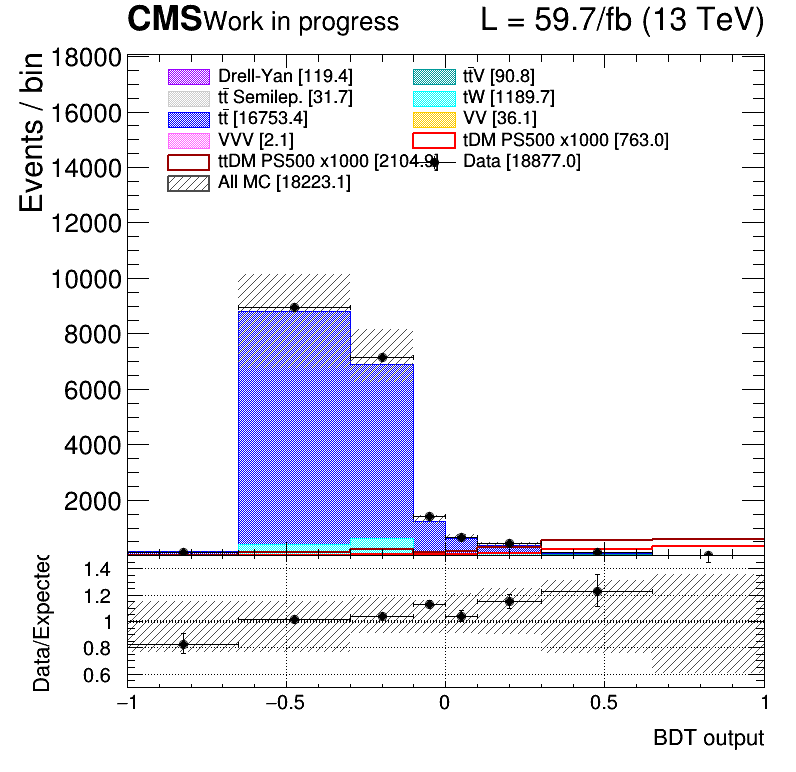 CMS Work in progress L = 59.7/fb (13 TeV)
Events / bin
18000
16000
14000
12000
10000
8000
6000
4000
2000
Drell-Yan [119.4]
tt̄V [90.8]
tt̄ Semilep. [31.7]
tW [1189.7]
tt̄ [16753.4]
VV [36.1]
VVV [2.1]
tDM PS500 x1000 [763.0]
ttDM PS500 x1000 [2104.9]
Data [18877.0]
All MC [18223.1]
Data/Expected
1.4
1.2
1
0.8
0.6
−1 −0.5 0 0.5 1
BDT output